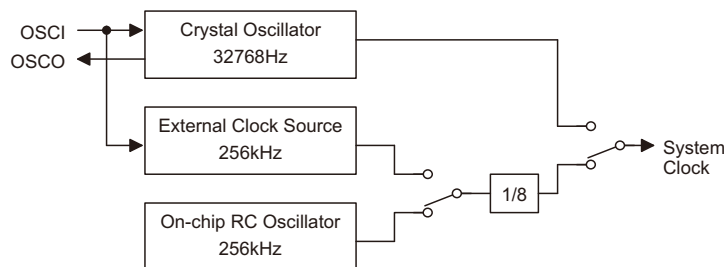 OSCI
OSCO
Crystal Oscillator
32768Hz
External Clock Source
256kHz
On-chip RC Oscillator
256kHz
1/8
System
Clock